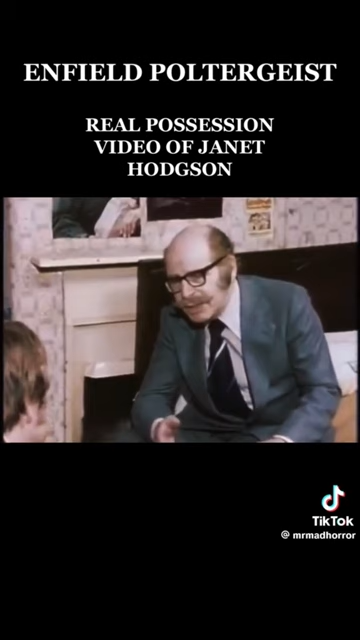 ENFIELD POLTERGEIST
REAL POSSESSION
VIDEO OF JANET
HODGSON
TikTok
@ mrmadhorror